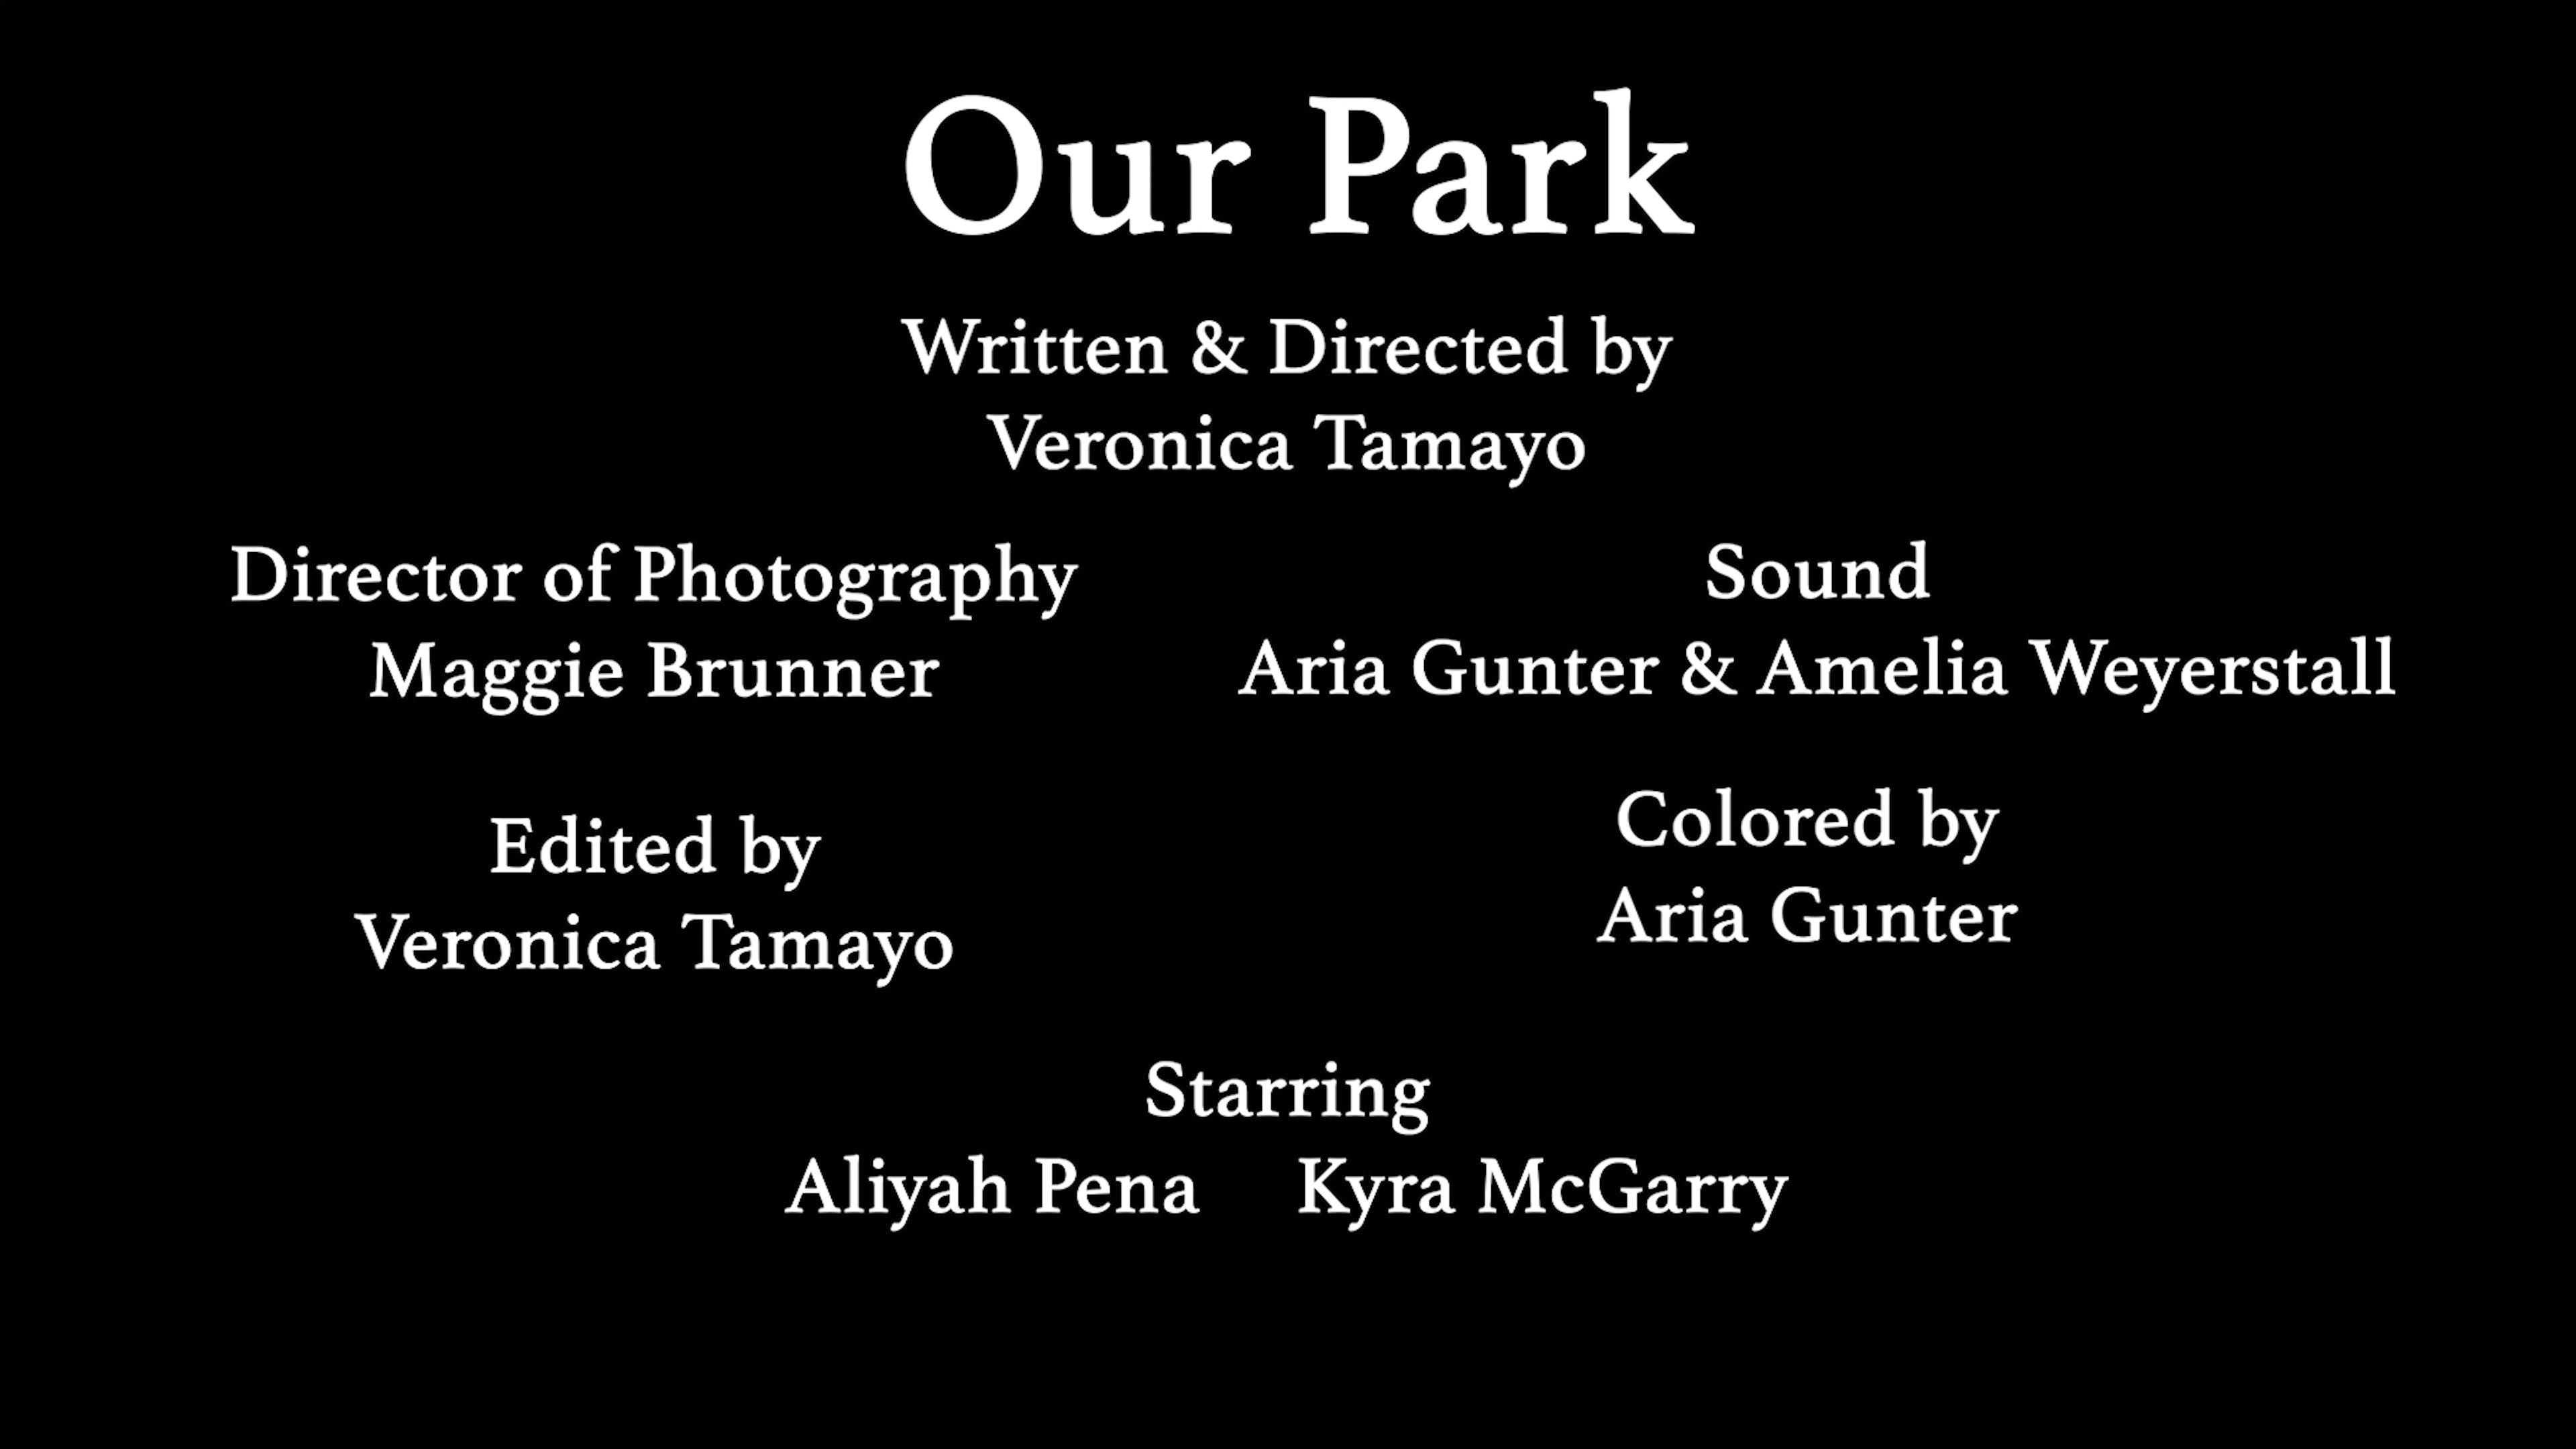 Our Park
Written & Directed by
Veronica Tamayo
Director of Photography
Maggie Brunner
Sound
Aria Gunter & Amelia Weyerstall
Edited by
Veronica Tamayo
Colored by
Aria Gunter
Starring
Aliyah Pena Kyra McGarry